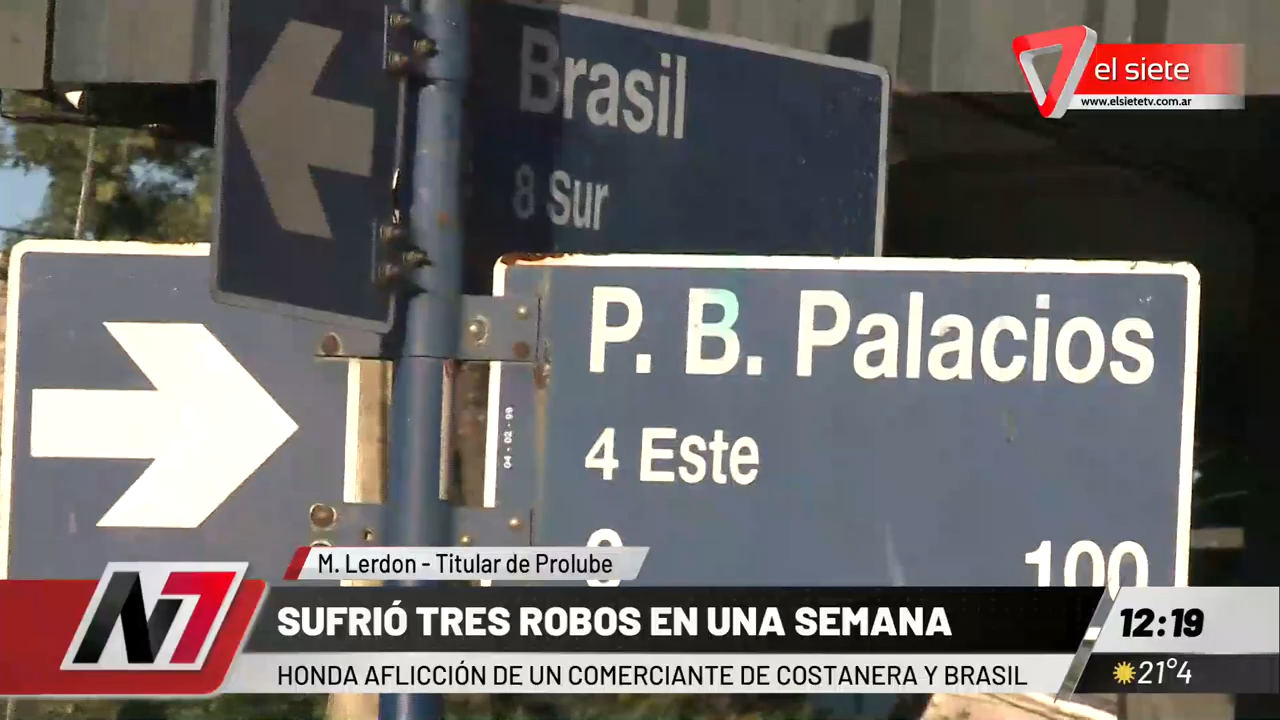 Brasil
8 Sur
el siete
www.elsietetv.com.ar
P. B. Palacios
4 Este
04 - 02 - 99
100
M. Lerdon - Titular de Prolube
N7
SUFRIÓ TRES ROBOS EN UNA SEMANA
HONDA AFLICCIÓN DE UN COMERCIANTE DE COSTANERA Y BRASIL
12:19
21°4